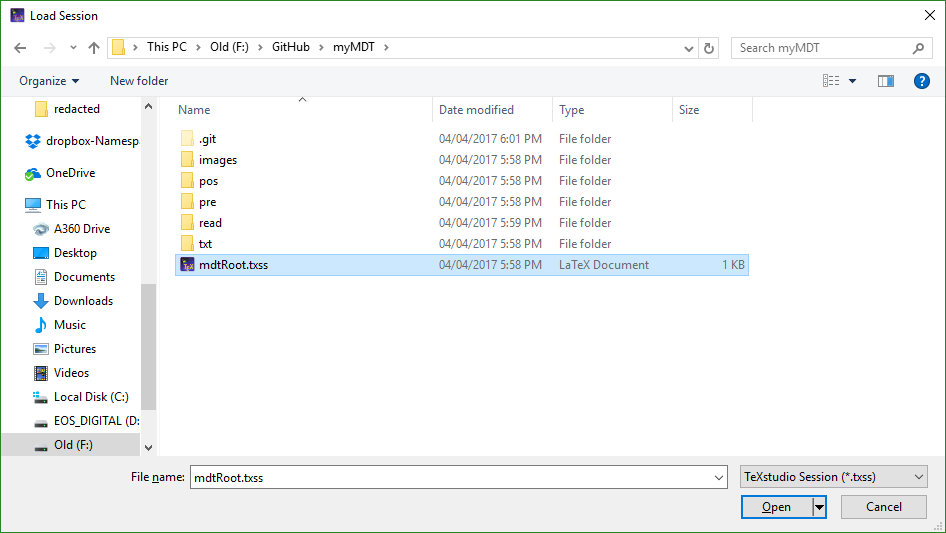 Load Session
This PC > Old (F:) > GitHub > myMDT >
Search myMDT
Organize
New folder
redacted
dropbox-Namespa
OneDrive
This PC
A360 Drive
Desktop
Documents
Downloads
Music
Pictures
Videos
Local Disk (C:)
EOS_DIGITAL (D:
Old (F:)
Name Date modified Type Size
.git 04/04/2017 6:01 PM File folder
images 04/04/2017 5:58 PM File folder
pos 04/04/2017 5:58 PM File folder
pre 04/04/2017 5:58 PM File folder
read 04/04/2017 5:59 PM File folder
txt 04/04/2017 5:58 PM File folder
mdtRoot.txss 04/04/2017 5:58 PM LaTeX Document 1 KB
File name: mdtRoot.txss TeXstudio Session (*.txss)
Open Cancel